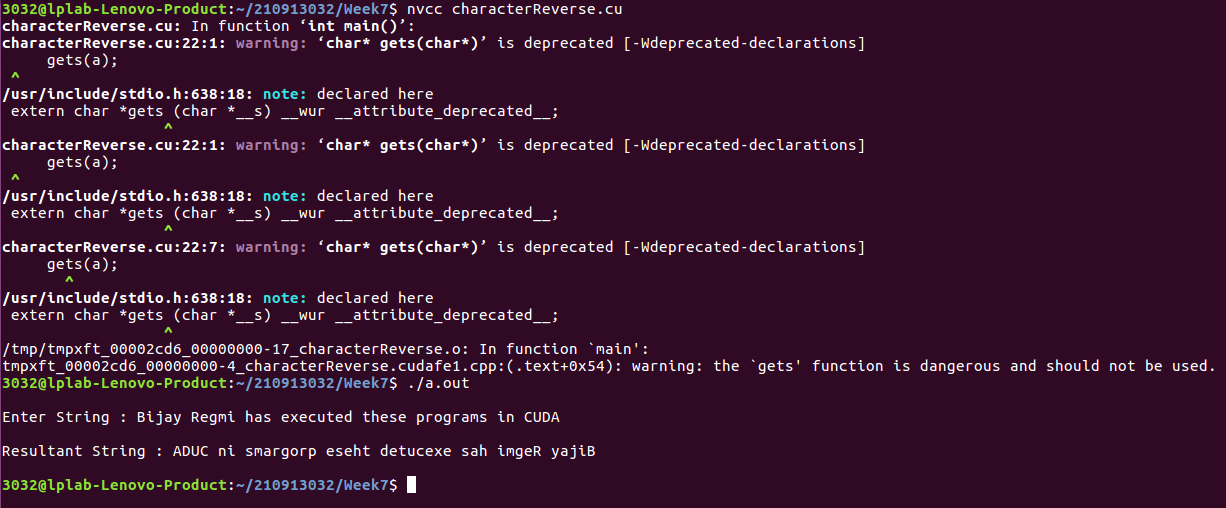 3032@lplab-Lenovo-Product:~/210913032/Week7$ nvcc characterReverse.cu
characterReverse.cu: In function ‘int main()’:
characterReverse.cu:22:1: warning: ‘char* gets(char*)’ is deprecated [-Wdeprecated-declarations]
     gets(a);
 ^
/usr/include/stdio.h:638:18: note: declared here
 extern char *gets (char *__s) __wur __attribute_deprecated__;
                  ^
characterReverse.cu:22:1: warning: ‘char* gets(char*)’ is deprecated [-Wdeprecated-declarations]
     gets(a);
 ^
/usr/include/stdio.h:638:18: note: declared here
 extern char *gets (char *__s) __wur __attribute_deprecated__;
                  ^
characterReverse.cu:22:7: warning: ‘char* gets(char*)’ is deprecated [-Wdeprecated-declarations]
     gets(a);
       ^
/usr/include/stdio.h:638:18: note: declared here
 extern char *gets (char *__s) __wur __attribute_deprecated__;
                  ^
/tmp/tmpxft_00002cd6_00000000-17_characterReverse.o: In function `main':
tmpxft_00002cd6_00000000-4_characterReverse.cudafe1.cpp:(.text+0x54): warning: the `gets' function is dangerous and should not be used.
3032@lplab-Lenovo-Product:~/210913032/Week7$ ./a.out
Enter String : Bijay Regmi has executed these programs in CUDA
Resultant String : ADUC ni smargorp eseht detucexe sah imgeR yajiB
3032@lplab-Lenovo-Product:~/210913032/Week7$